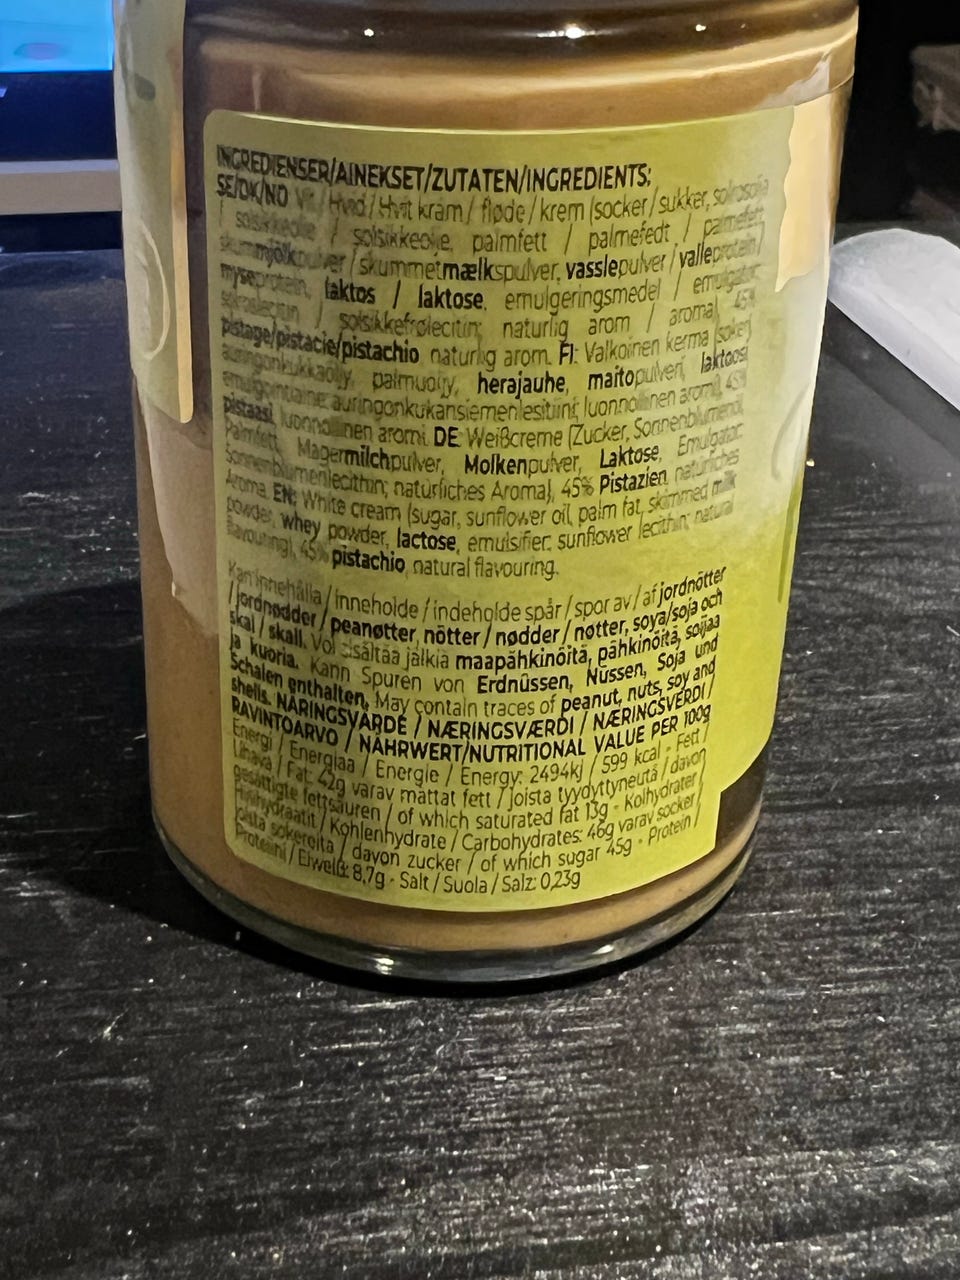 INGREDIENSER/AINEKSET/ZUTATEN/INGREDIENTS:
SE/DK/NO Vit / Hvid / Hvit kräm / fløde / krem (socker / sukker, solrosolja
/ solsikkeolie / solsikkeolje, palmfett / palmefedt / palmefett,
skummjölkpulver / skummetmælkspulver, vasslepulver / valleprotein /
myseprotein, laktos / laktose, emulgeringsmedel / emulgator:
solroslecitin / solsikkefrølecitin; naturlig arom / aroma), 45%
pistage/pistacie/pistachio naturlig arom. FI: Valkoinen kerma (sokeri
auringonkukkaöljy, palmuöljy, herajauhe, maitopulveri, laktoosi
emulgointiaine: auringonkukansiemenlesitiini; luonnollinen aromi), 45%
pistaasi, luonnollinen aromi. DE: Weißcreme (Zucker, Sonnenblumenöl,
Palmfett, Magermilchpulver, Molkenpulver, Laktose, Emulgator:
Sonnenblumenlecithin; natürliches Aroma), 45% Pistazien, natürliches
Aroma. EN: White cream (sugar, sunflower oil, palm fat, skimmed milk
powder, whey powder, lactose, emulsifier: sunflower lecithin; natural
flavouring), 45% pistachio, natural flavouring.
Kan innehålla / inneholde / indeholde spår / spor av / af jordnötter
/ jordnødder / peanøtter, nötter / nødder / nøtter, soya/soja och
skal / skall. Voi sisältää jälkiä maapähkinöitä, pähkinöitä, soijaa
ja kuoria. Kann Spuren von Erdnüssen, Nüssen, Soja und
Schalen enthalten. May contain traces of peanut, nuts, soy and
shells. NÄRINGSVÄRDE / NÆRINGSVÆRDI / NÆRINGSVERDI /
RAVINTOARVO / NÄHRWERT/NUTRITIONAL VALUE PER 100g
Energi / Energiaa / Energie / Energy: 2494kj / 599 kcal - Fett /
Lihava / Fat: 42g varav mättat fett / joista tyydyttyneutä / davon
gesättigte fettsäuren / of which saturated fat 13g - Kolhydrater /
Hiilihydraatit / Kohlenhydrate / Carbohydrates: 46g varav socker /
joista sokereita / davon zucker / of which sugar 45g - Protein /
Proteiini / Eiweiß: 8,7g - Salt / Suola / Salz: 0,23g